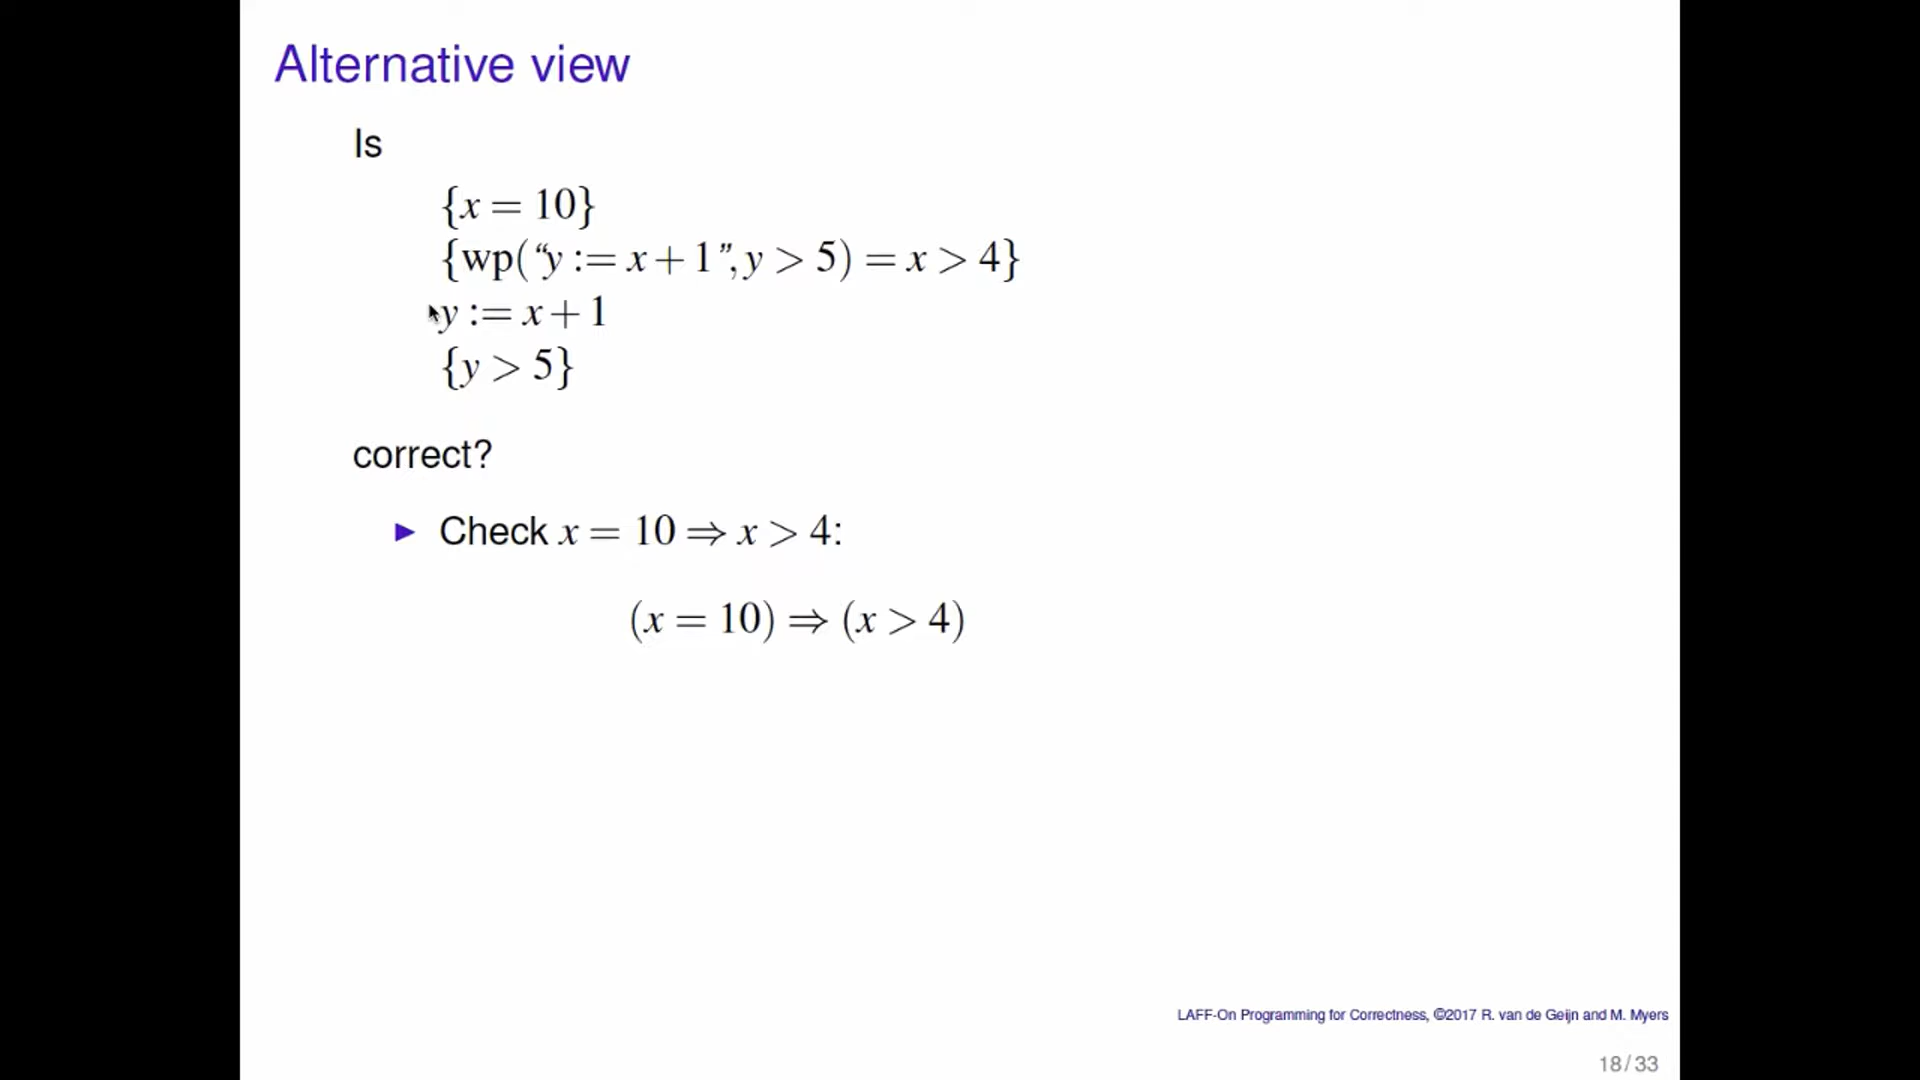 Alternative view
Is
{x = 10}
{wp(“y := x + 1”, y > 5) = x > 4}
y := x + 1
{y > 5}
correct?
▶ Check x = 10 ⇒ x > 4:
(x = 10) ⇒ (x > 4)
LAFF-On Programming for Correctness, ©2017 R. van de Geijn and M. Myers
18/33